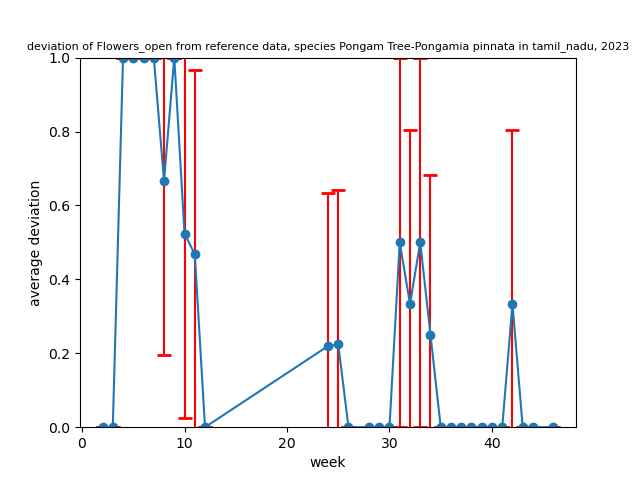 deviation of Flowers_open from reference data, species Pongam Tree-Pongamia pinnata in tamil_nadu, 2023
1.0
0.8
0.6
0.4
0.2
0.0
average deviation
0 10 20 30 40
week